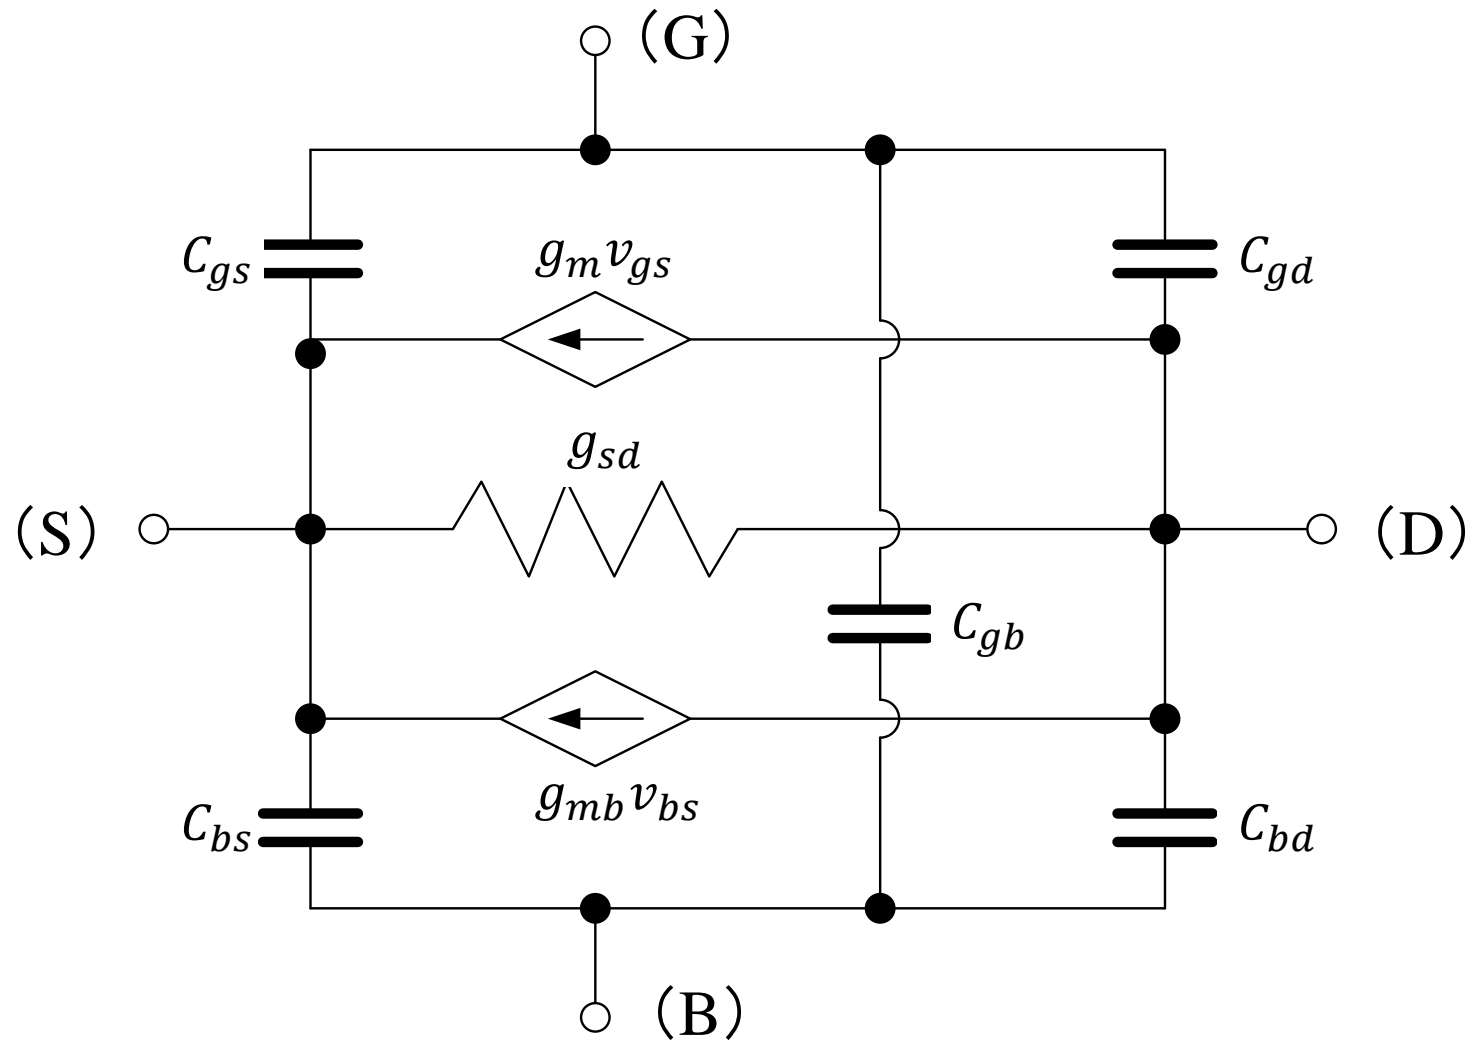 (G)
C_gs
g_m v_gs
C_gd
g_sd
(S)
(D)
C_gb
g_mb v_bs
C_bs
C_bd
(B)